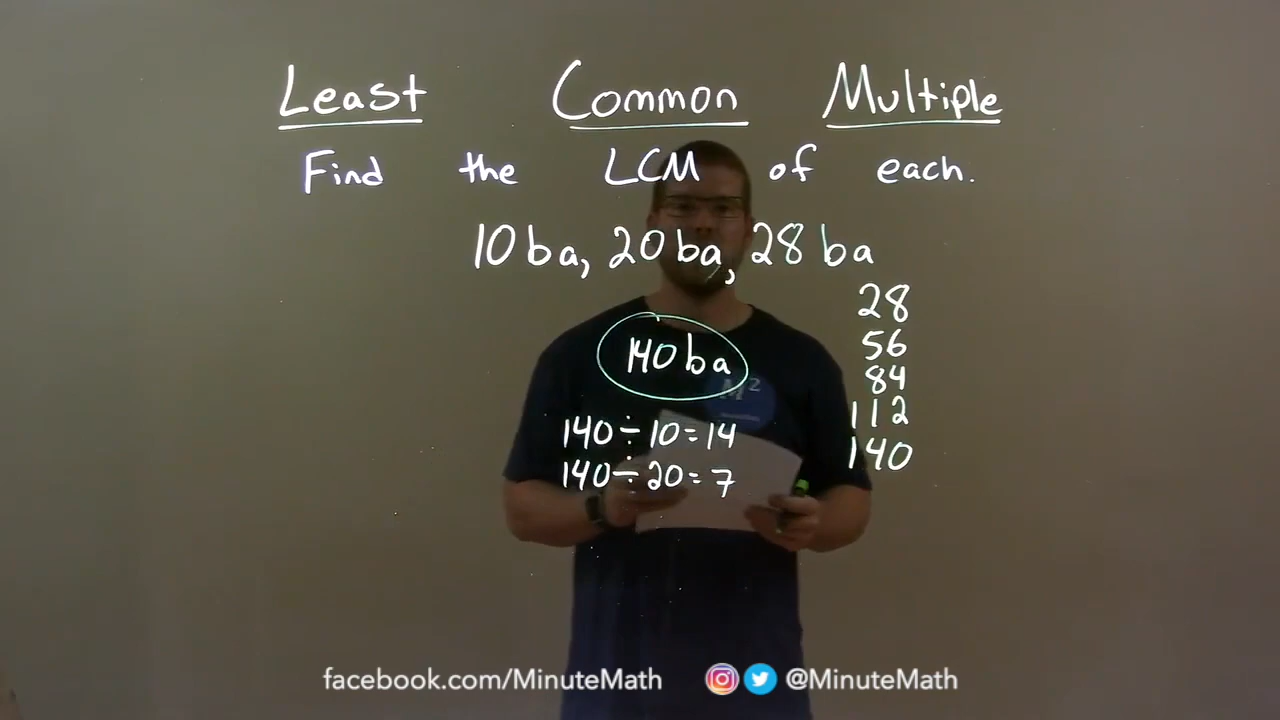 Least Common Multiple
Find the LCM of each.
10ba, 20ba, 28ba
28
56
84
112
140
140ba
M²
140÷10=14
140÷20=7
facebook.com/MinuteMath @MinuteMath